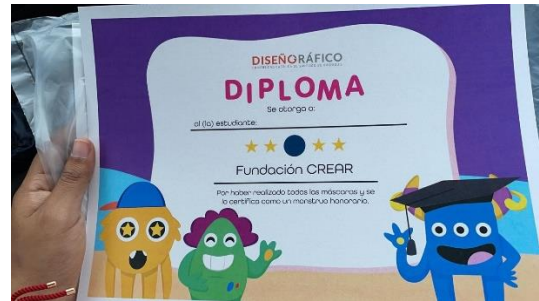 DISEÑOGRÁFICO
DIPLOMA
Se otorga a:
al (la) estudiante:
Fundación CREAR
Por haber realizado todas las máscaras y se
le certifica como un monstruo honorario.